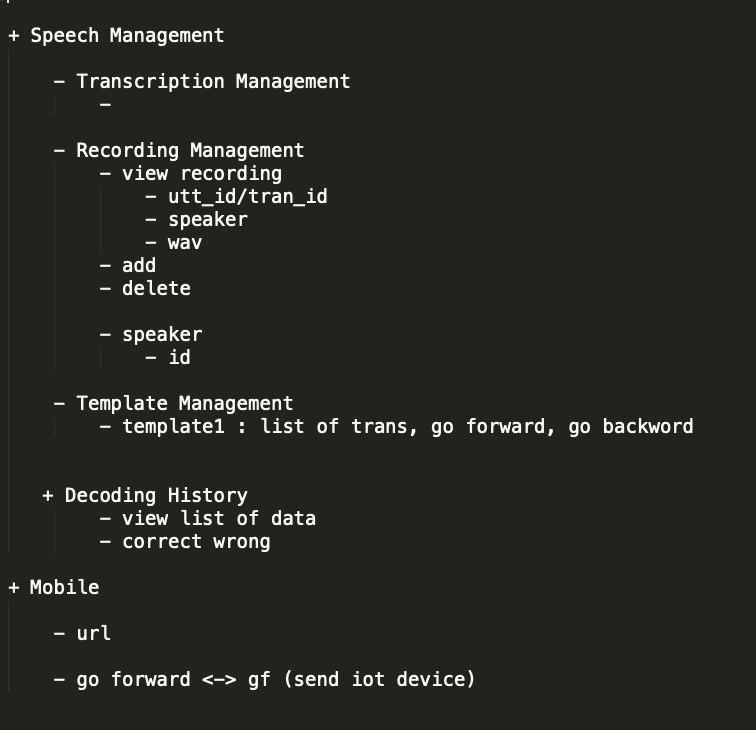 + Speech Management
- Transcription Management
-
- Recording Management
- view recording
- utt_id/tran_id
- speaker
- wav
- add
- delete
- speaker
- id
- Template Management
- template1 : list of trans, go forward, go backword
+ Decoding History
- view list of data
- correct wrong
+ Mobile
- url
- go forward <-> gf (send iot device)